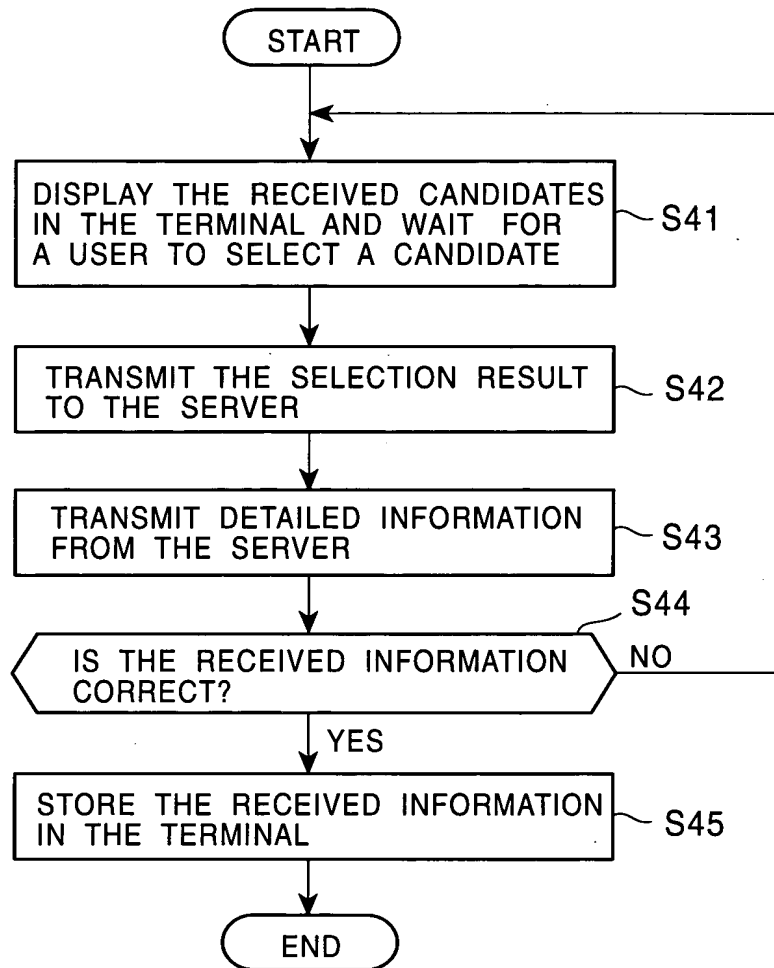 START
DISPLAY THE RECEIVED CANDIDATES
IN THE TERMINAL AND WAIT FOR
A USER TO SELECT A CANDIDATE
S41
TRANSMIT THE SELECTION RESULT
TO THE SERVER
S42
TRANSMIT DETAILED INFORMATION
FROM THE SERVER
S43
S44
IS THE RECEIVED INFORMATION
CORRECT?
NO
YES
STORE THE RECEIVED INFORMATION
IN THE TERMINAL
S45
END